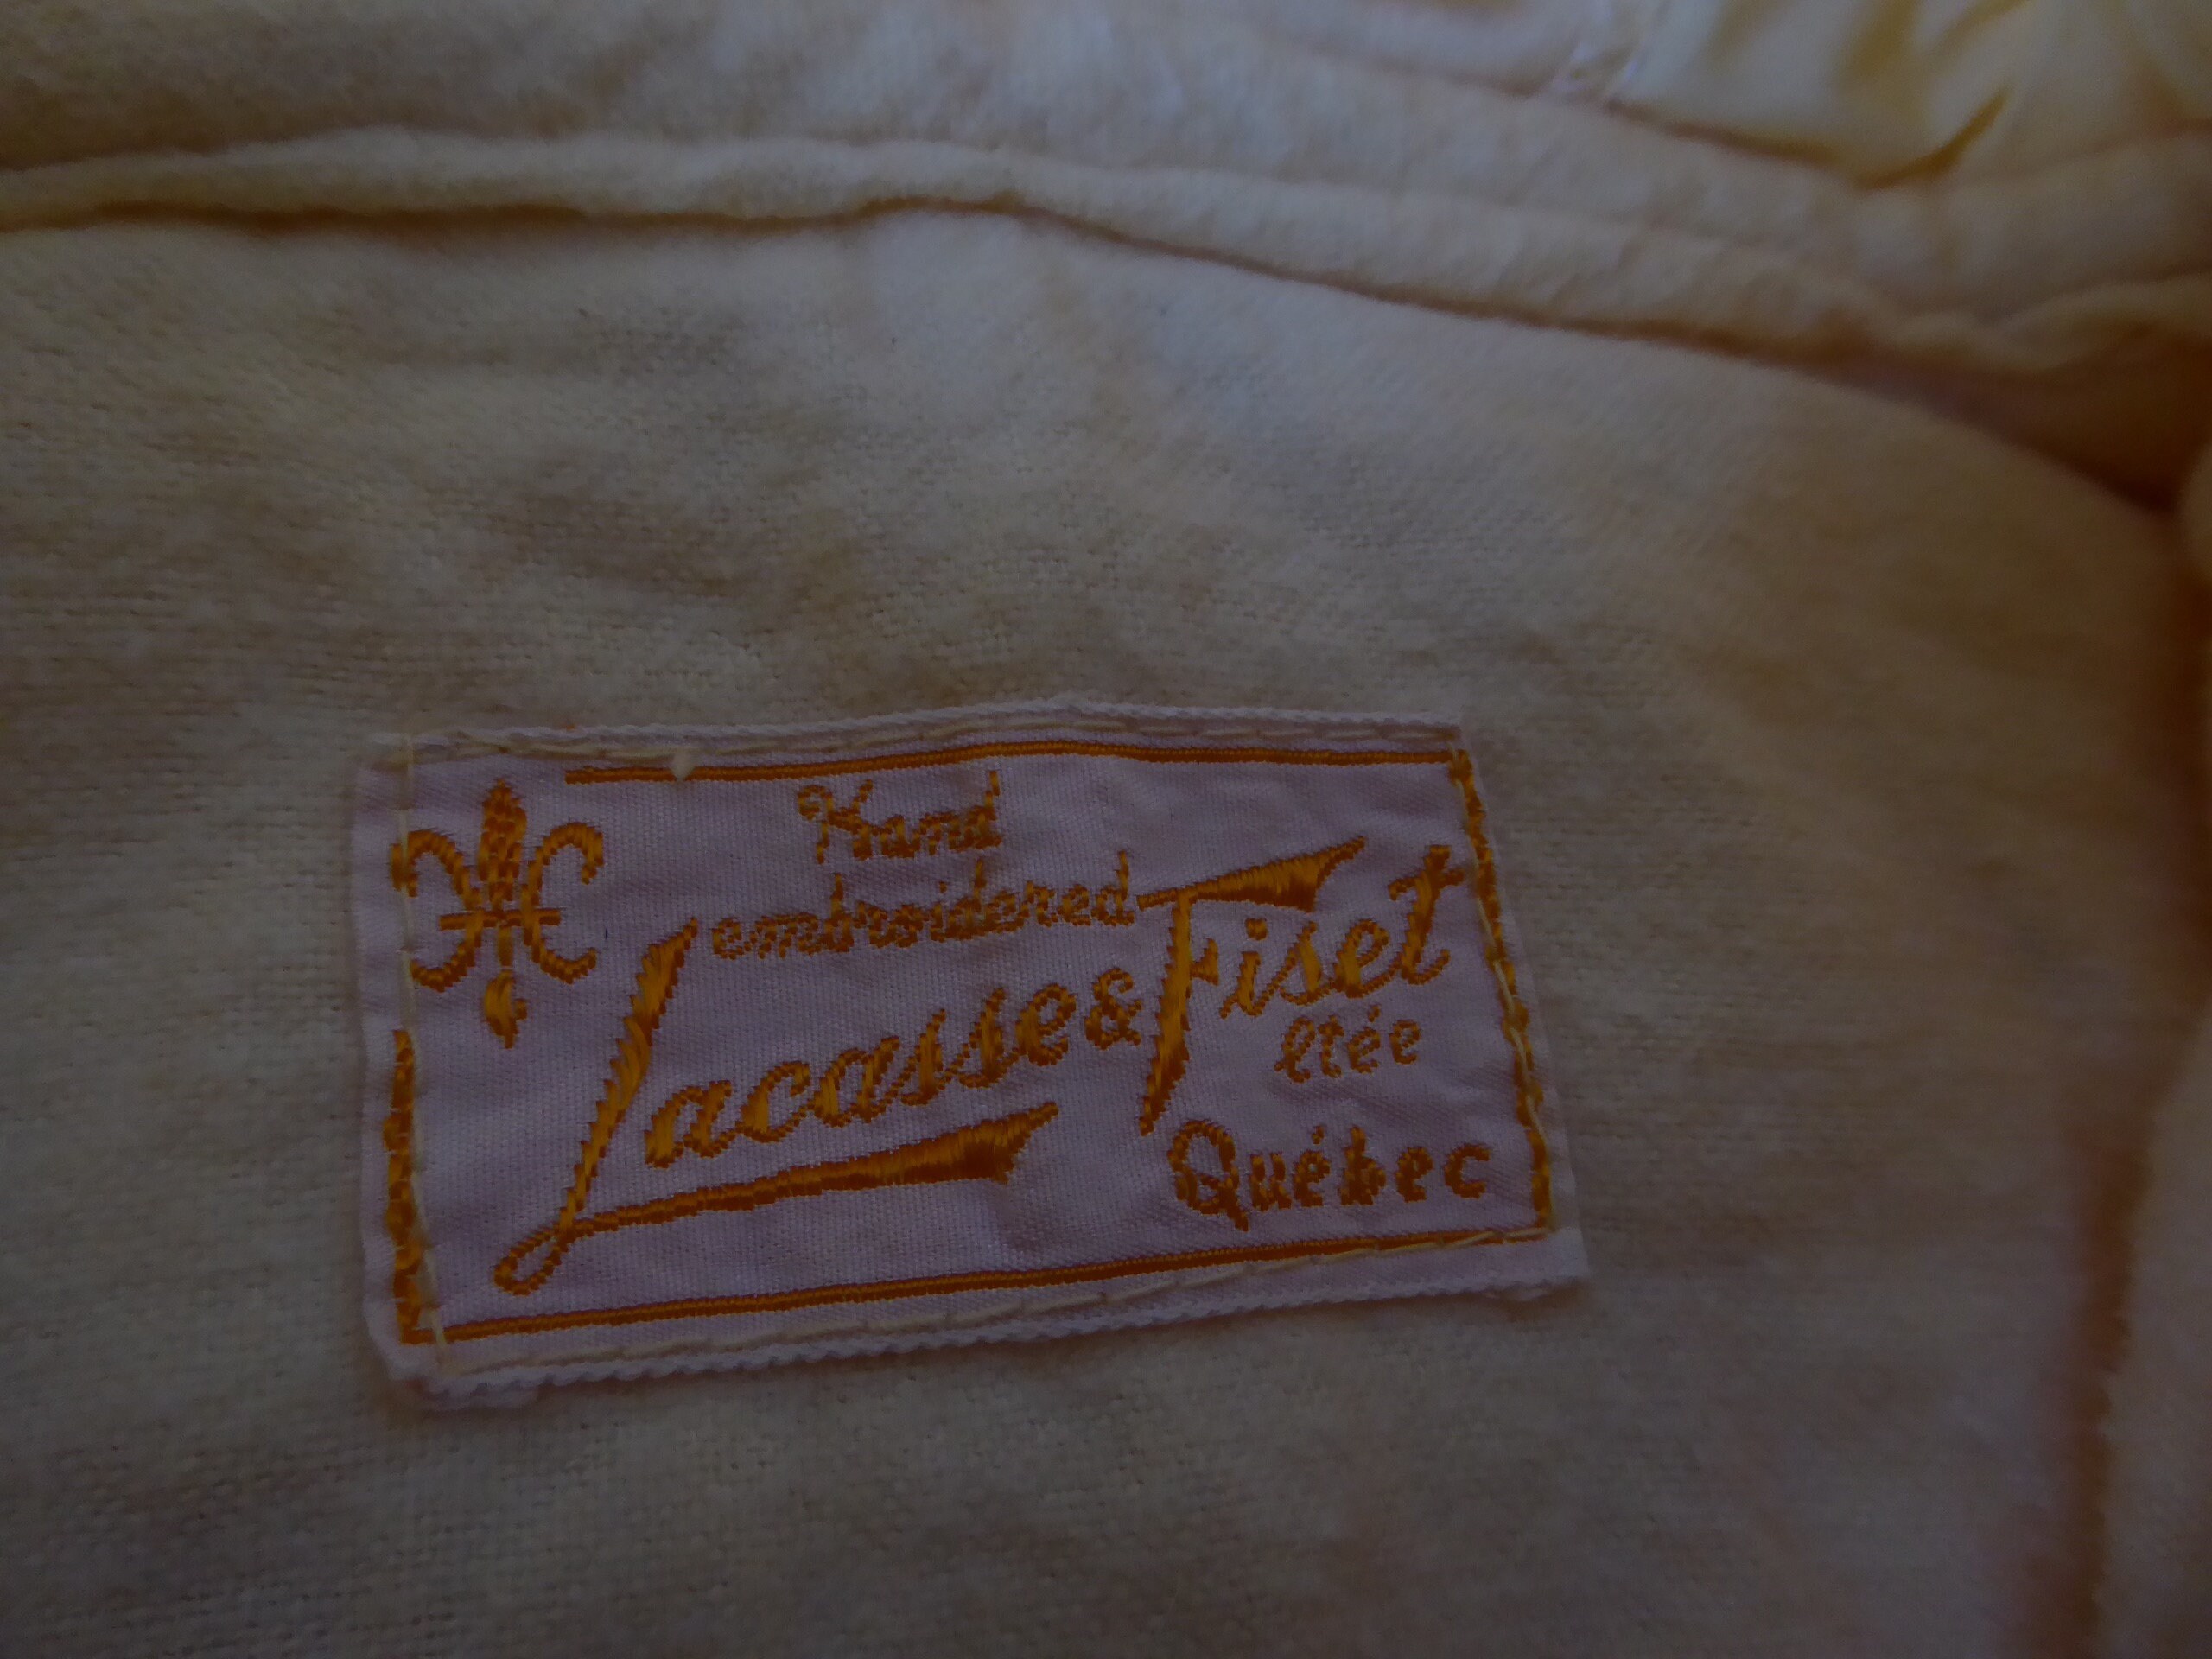 Hand
embroidered
Lacasse & Fiset
ltée
Québec